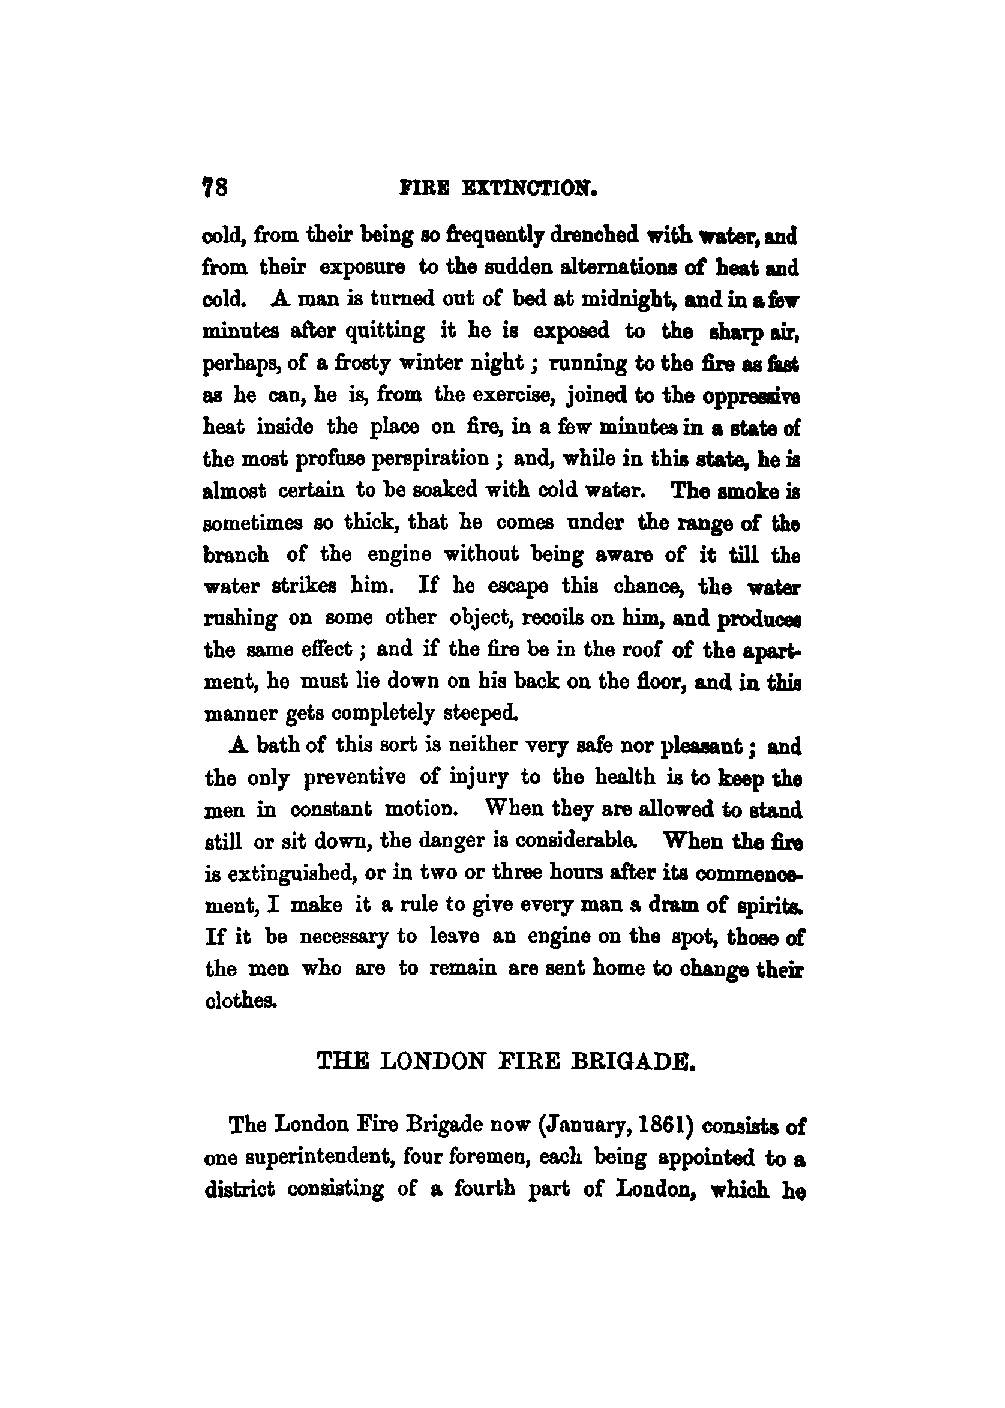 78 FIRE EXTINCTION.
cold, from their being so frequently drenched with water, and
from their exposure to the sudden alternations of heat and
cold. A man is turned out of bed at midnight, and in a few
minutes after quitting it he is exposed to the sharp air,
perhaps, of a frosty winter night ; running to the fire as fast
as he can, he is, from the exercise, joined to the oppressive
heat inside the place on fire, in a few minutes in a state of
the most profuse perspiration ; and, while in this state, he is
almost certain to be soaked with cold water. The smoke is
sometimes so thick, that he comes under the range of the
branch of the engine without being aware of it till the
water strikes him. If he escape this chance, the water
rushing on some other object, recoils on him, and produces
the same effect ; and if the fire be in the roof of the apart-
ment, he must lie down on his back on the floor, and in this
manner gets completely steeped.
A bath of this sort is neither very safe nor pleasant ; and
the only preventive of injury to the health is to keep the
men in constant motion. When they are allowed to stand
still or sit down, the danger is considerable. When the fire
is extinguished, or in two or three hours after its commence-
ment, I make it a rule to give every man a dram of spirits.
If it be necessary to leave an engine on the spot, those of
the men who are to remain are sent home to change their
clothes.
THE LONDON FIRE BRIGADE.
The London Fire Brigade now (January, 1861) consists of
one superintendent, four foremen, each being appointed to a
district consisting of a fourth part of London, which he